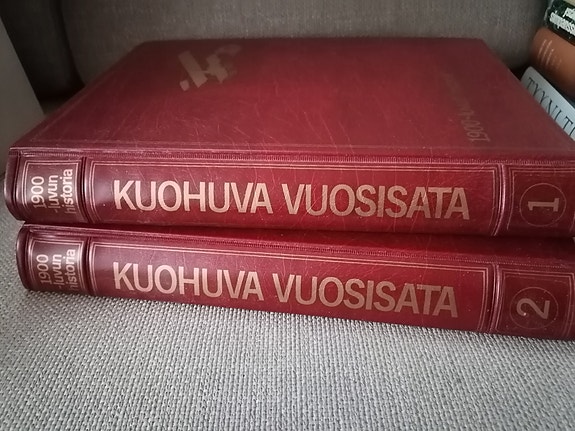 1900
-luvun
historia
KUOHUVA VUOSISATA
1
1900
-luvun
historia
KUOHUVA VUOSISATA
2